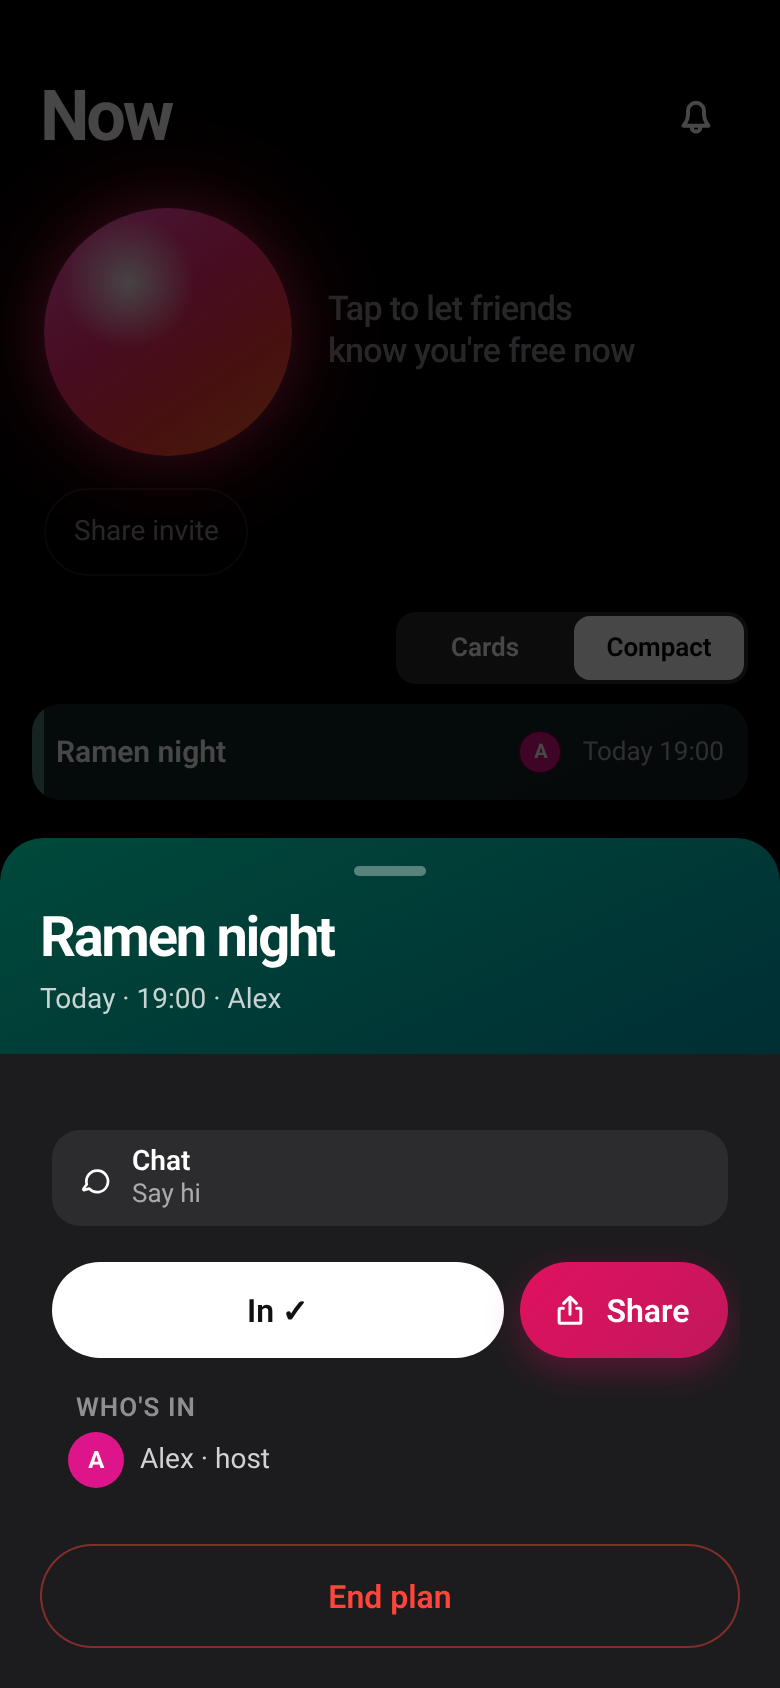 Now
Tap to let friends
know you're free now
Share invite
Cards
Compact
Ramen night
A
Today 19:00
Ramen night
Today · 19:00 · Alex
Chat
Say hi
In ✓
Share
WHO'S IN
A
Alex · host
End plan